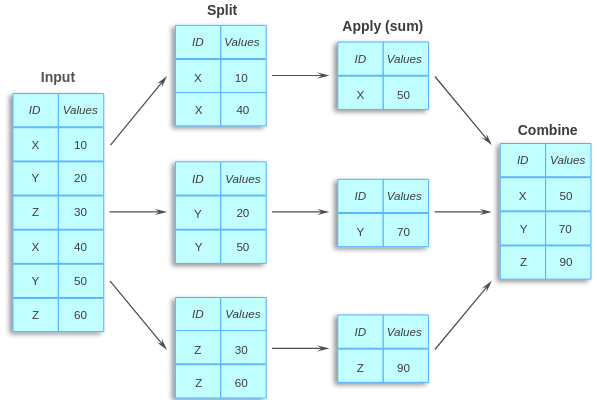 Input
ID Values
X 10
Y 20
Z 30
X 40
Y 50
Z 60
Split
ID Values
X 10
X 40
ID Values
Y 20
Y 50
ID Values
Z 30
Z 60
Apply (sum)
ID Values
X 50
ID Values
Y 70
ID Values
Z 90
Combine
ID Values
X 50
Y 70
Z 90